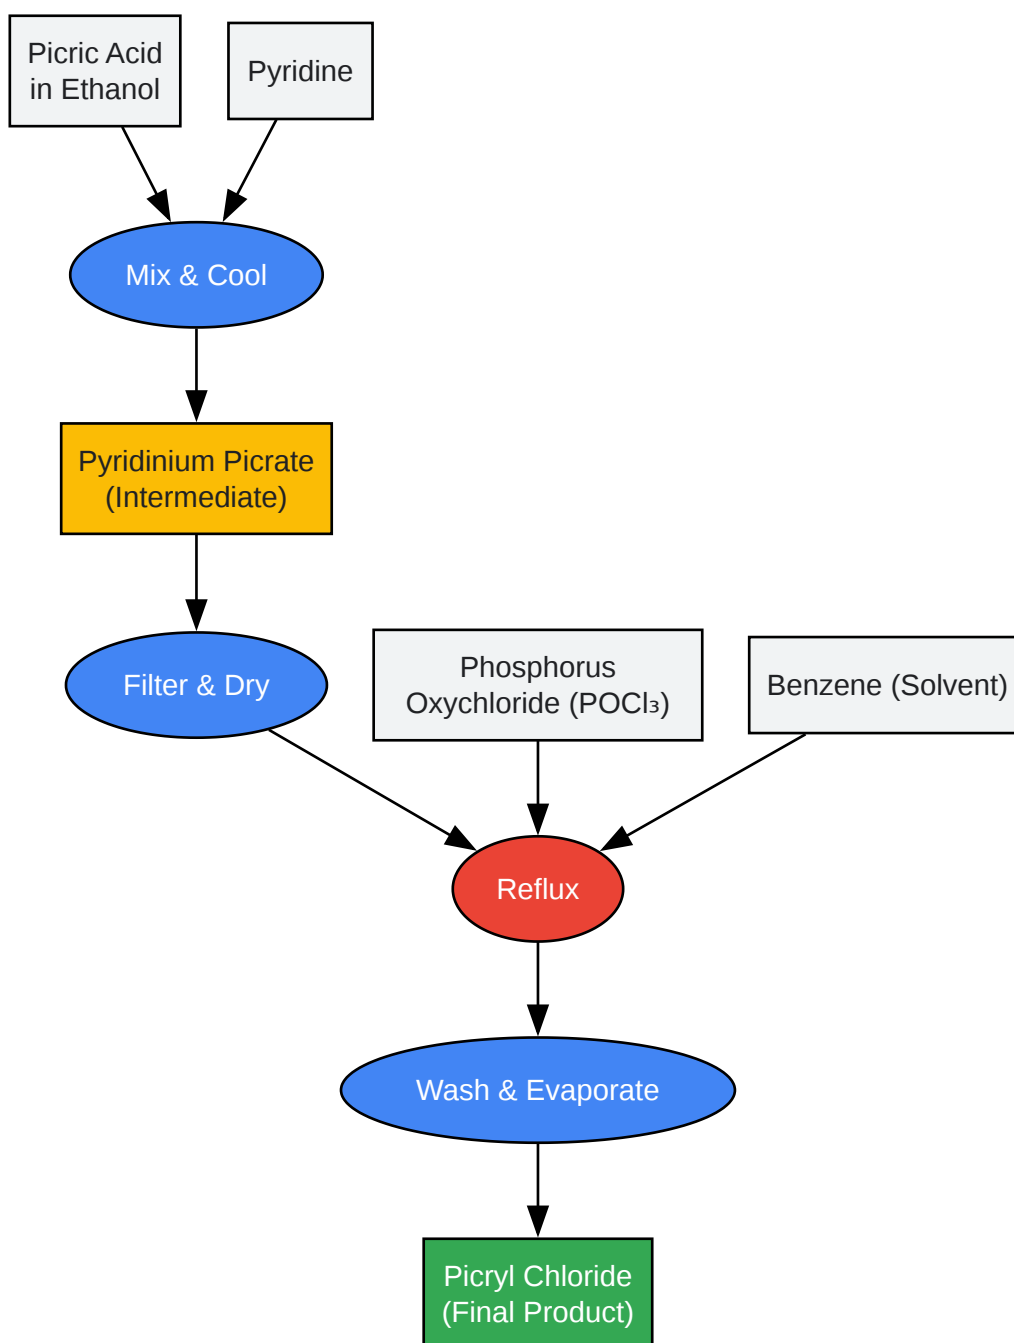 Picric Acid
in Ethanol
Pyridine
Mix & Cool
Pyridinium Picrate
(Intermediate)
Filter & Dry
Phosphorus
Oxychloride (POCl₃)
Benzene (Solvent)
Reflux
Wash & Evaporate
Picryl Chloride
(Final Product)